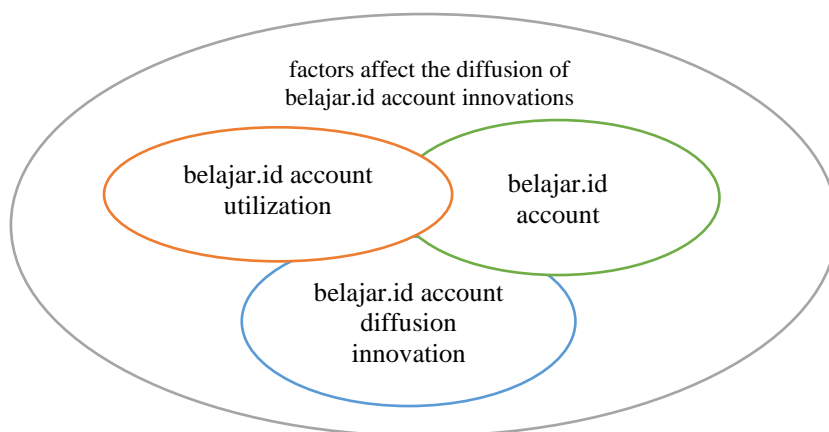 factors affect the diffusion of
belajar.id account innovations
belajar.id account
utilization
belajar.id
account
belajar.id account
diffusion
innovation